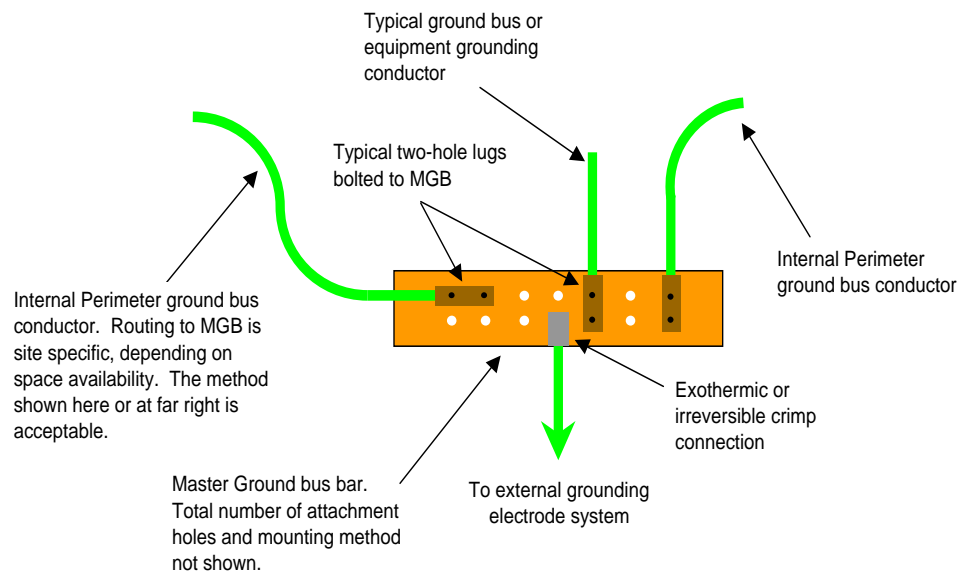 Typical ground bus or
equipment grounding
conductor
Typical two-hole lugs
bolted to MGB
Internal Perimeter
ground bus conductor
Internal Perimeter ground bus
conductor. Routing to MGB is
site specific, depending on
space availability. The method
shown here or at far right is
acceptable.
Exothermic or
irreversible crimp
connection
Master Ground bus bar.
Total number of attachment
holes and mounting method
not shown.
To external grounding
electrode system